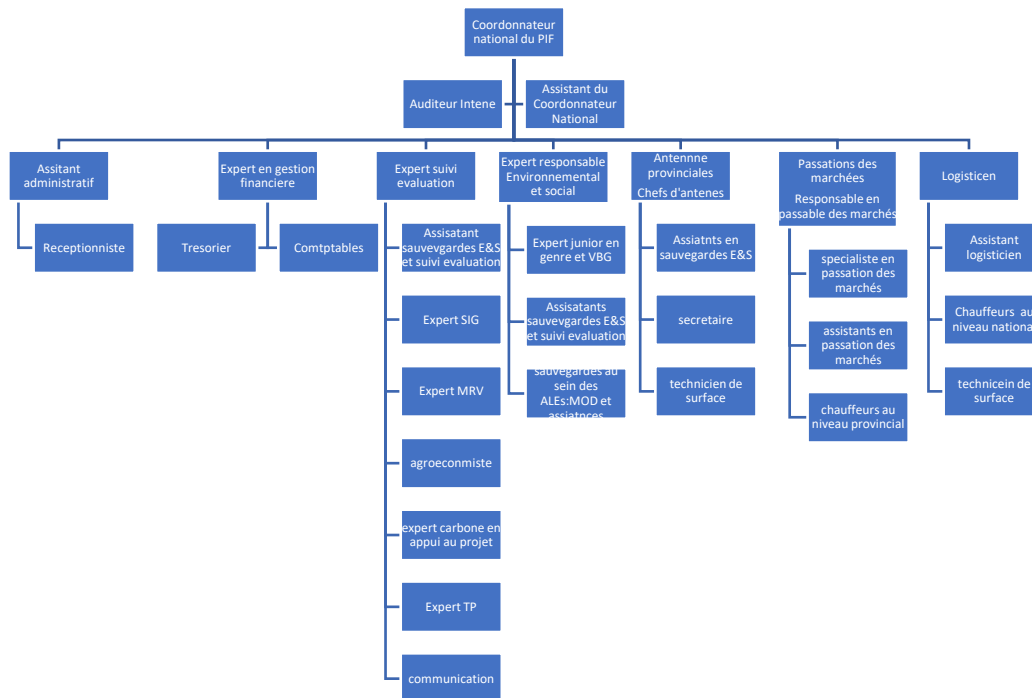 Coordonnateur
national du PIF
Auditeur Intene
Assistant du
Coordonnateur
National
Assitant
administratif
Expert en gestion
financiere
Expert suivi
evaluation
Expert responsable
Environnemental
et social
Antennne
provinciales
Chefs d'antenes
Passations des
marchées
Responsable en
passable des marchés
Logisticen
Receptionniste
Tresorier
Comtptables
Assisatant
sauvevgardes E&S
et suivi evaluation
Expert SIG
Expert MRV
agroeconmiste
expert carbone en
appui au projet
Expert TP
communication
Expert junior en
genre et VBG
Assisatants
sauvevgardes E&S
et suivi evaluation
sauvegardes au
sein des
ALEs:MOD et
assiatnces
Assiatnts en
sauvegardes E&S
secretaire
technicien de
surface
specialiste en
passation des
marchés
assistants en
passation des
marchés
chauffeurs au
niveau provincial
Assistant
logisticien
Chauffeurs au
niveau national
technicein de
surface